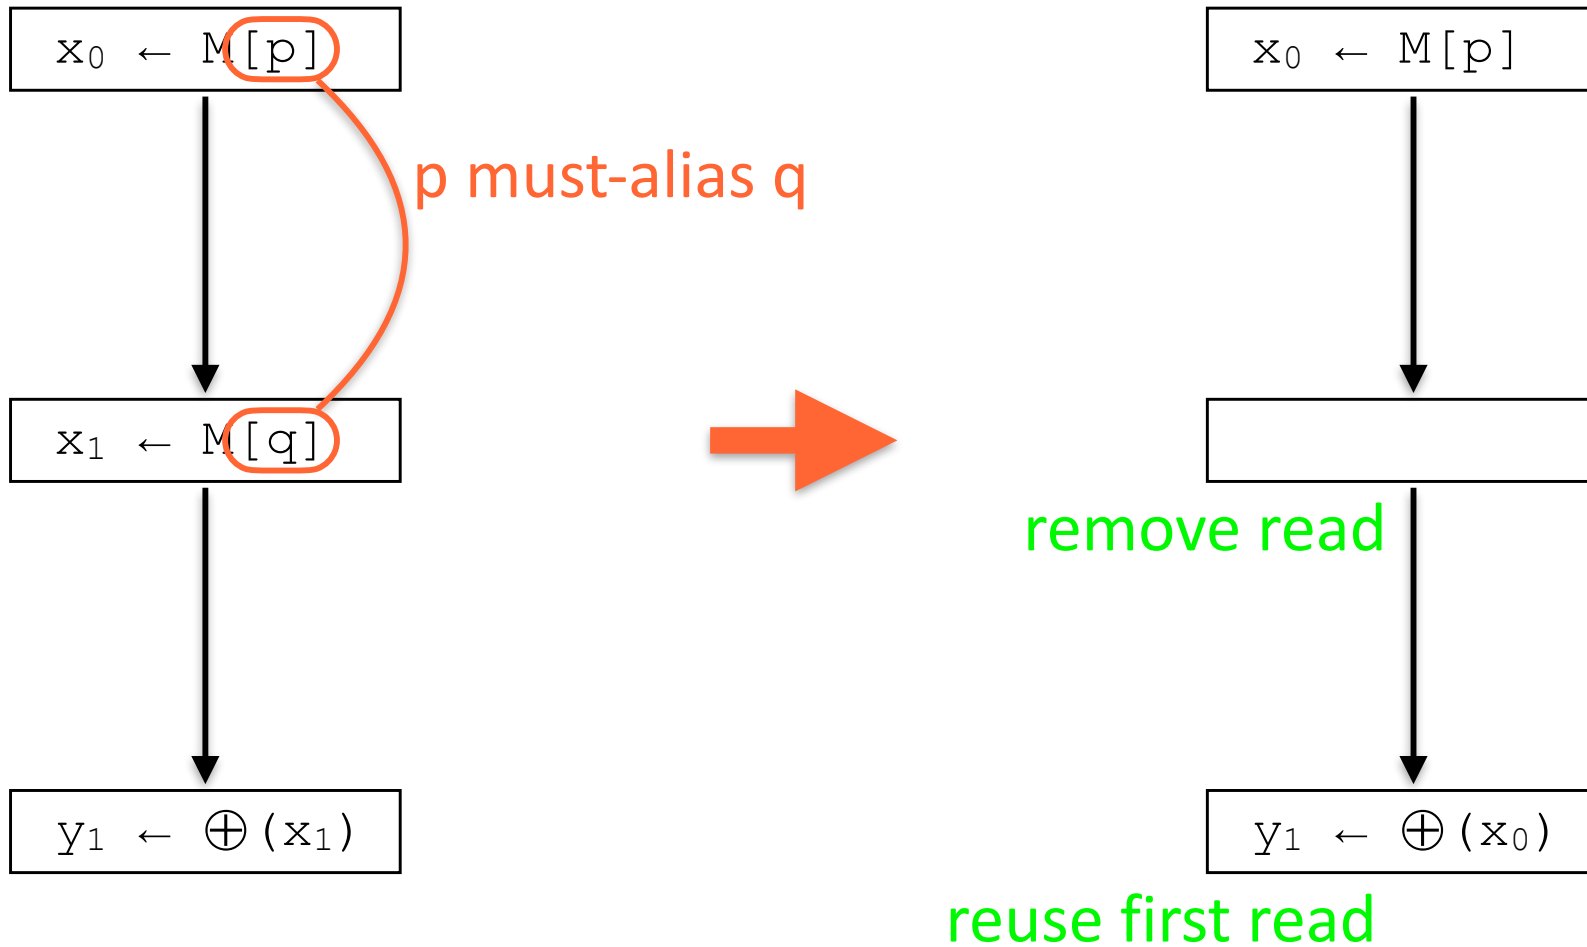 x₀ ← M[p]
x₀ ← M[p]
p must-alias q
x₁ ← M[q]
remove read
y₁ ← ⊕(x₁)
y₁ ← ⊕(x₀)
reuse first read